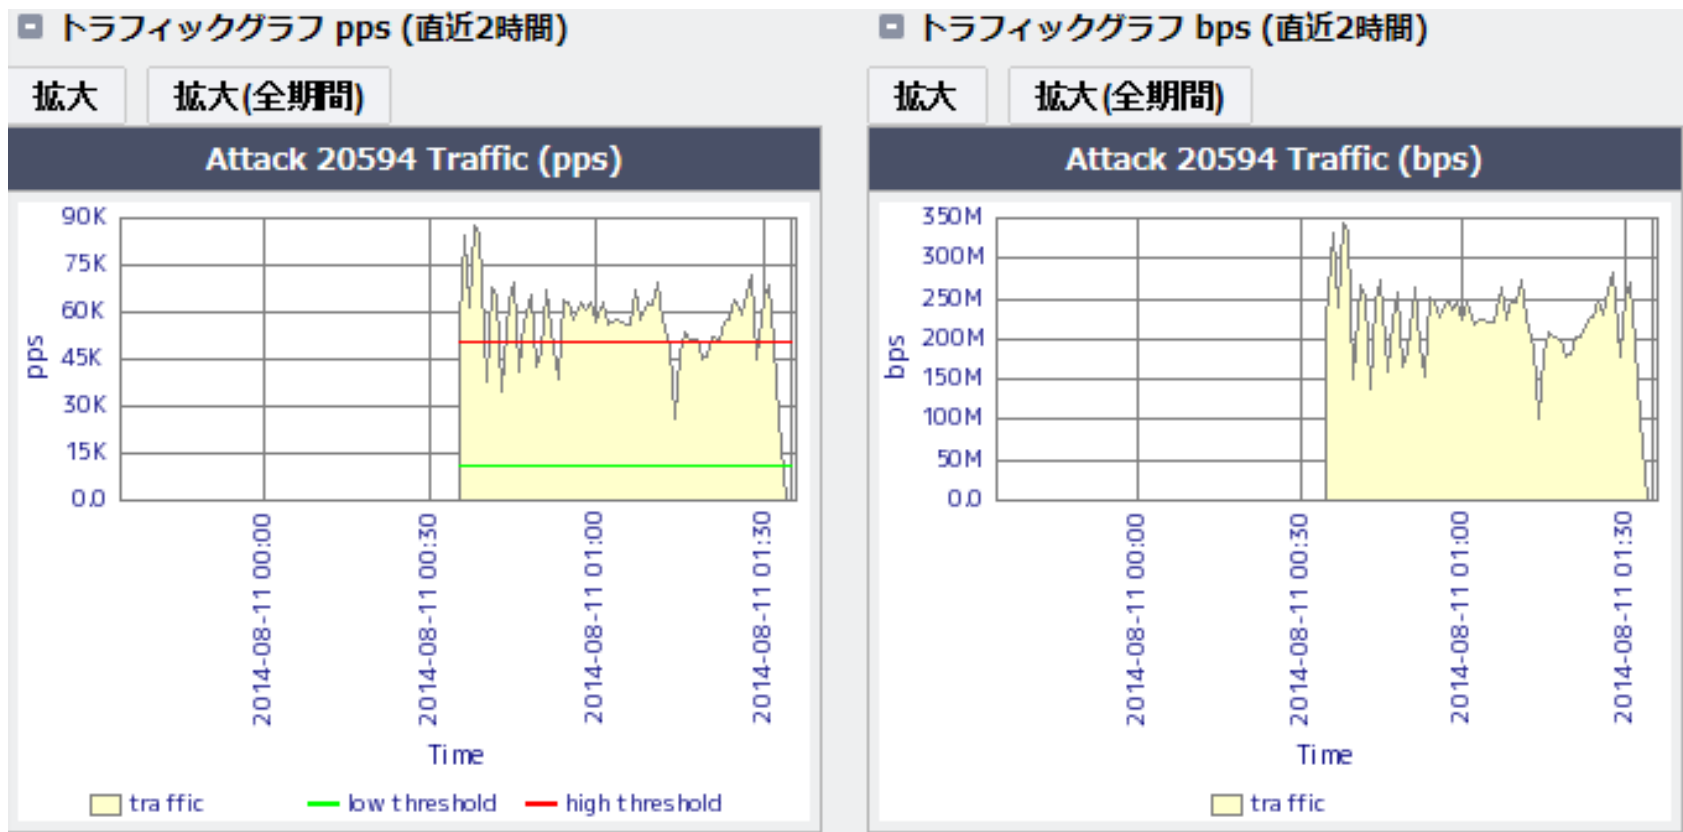 トラフィックグラフ pps (直近2時間)
拡大
拡大(全期間)
Attack 20594 Traffic (pps)
90K
75K
60K
45K
30K
15K
0.0
pps
2014-08-11 00:00
2014-08-11 00:30
2014-08-11 01:00
2014-08-11 01:30
Time
traffic
low threshold
high threshold
トラフィックグラフ bps (直近2時間)
拡大
拡大(全期間)
Attack 20594 Traffic (bps)
350M
300M
250M
200M
150M
100M
50M
0.0
bps
2014-08-11 00:00
2014-08-11 00:30
2014-08-11 01:00
2014-08-11 01:30
Time
traffic